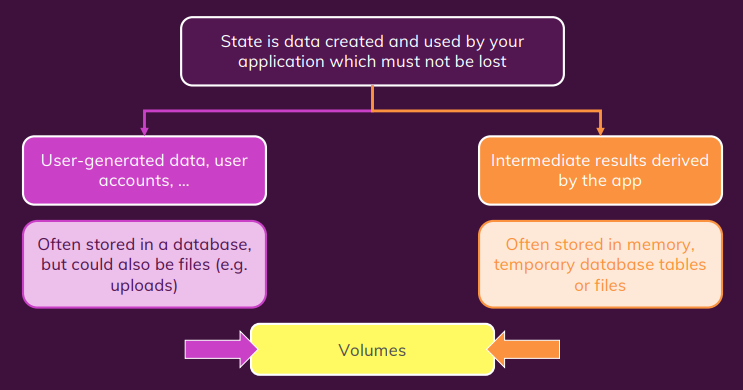 State is data created and used by your
application which must not be lost
User-generated data, user
accounts, ...
Intermediate results derived
by the app
Often stored in a database,
but could also be files (e.g.
uploads)
Often stored in memory,
temporary database tables
or files
Volumes